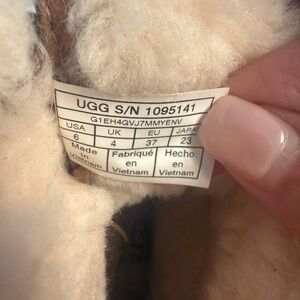 UGG S/N 1095141
G1EH4GVJ7MMYENV
USA UK EU JAPAN
6 4 37 23
Made Fabriqué Hecho
in en en
Vietnam Vietnam Vietnam